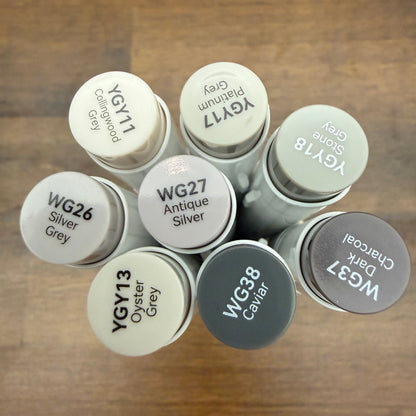 YGY11
Collingwood
Grey
YGY17
Platinum
Grey
YGY18
Stone
Grey
WG26
Silver
Grey
WG27
Antique
Silver
WG37
Dark
Charcoal
YGY13
Oyster
Grey
WG38
Caviar